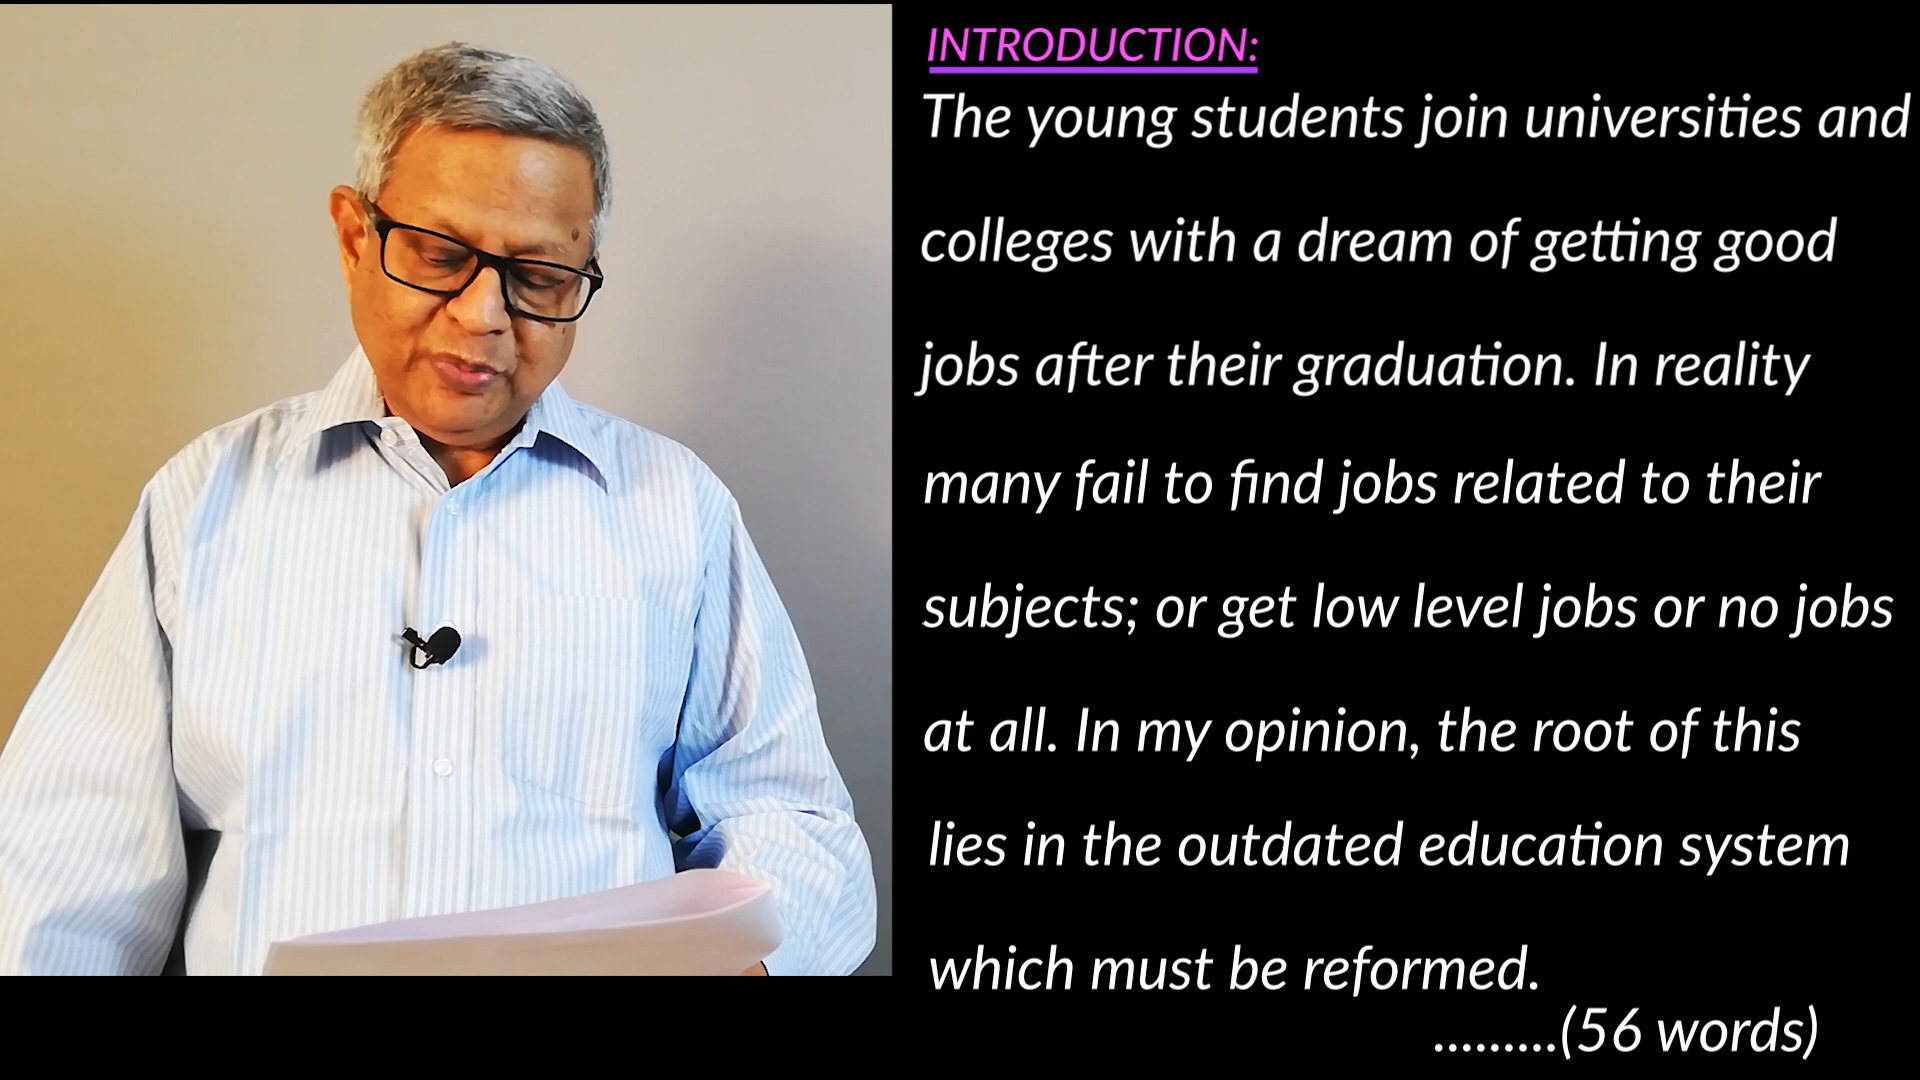 INTRODUCTION:
The young students join universities and
colleges with a dream of getting good
jobs after their graduation. In reality
many fail to find jobs related to their
subjects; or get low level jobs or no jobs
at all. In my opinion, the root of this
lies in the outdated education system
which must be reformed.
.........(56 words)